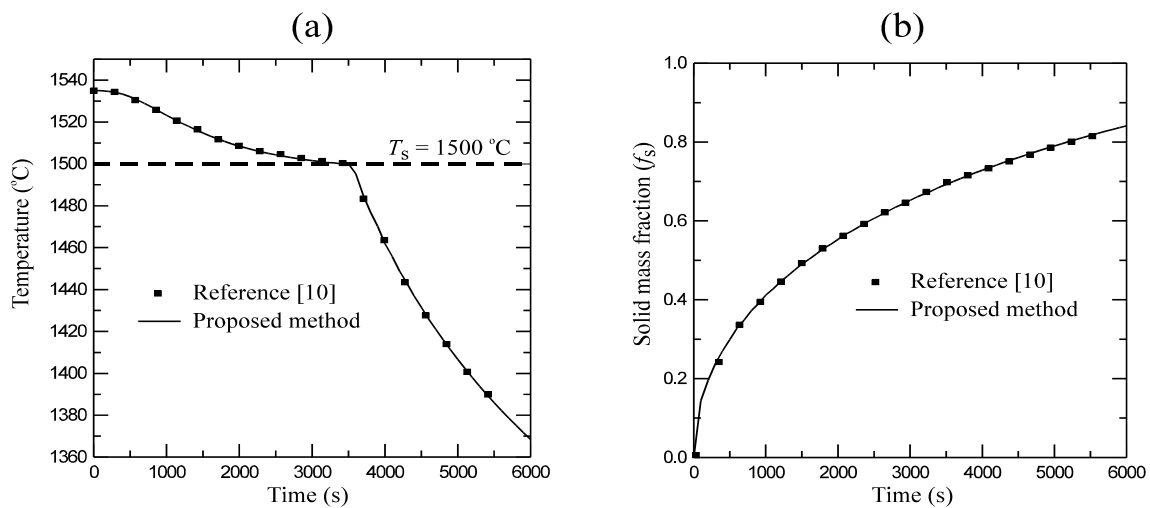 (a)
1540
1520
1500
1480
1460
1440
1420
1400
1380
1360
Temperature (°C)
T_s = 1500 °C
Reference [10]
Proposed method
0 1000 2000 3000 4000 5000 6000
Time (s)
(b)
1.0
0.8
0.6
0.4
0.2
0.0
Solid mass fraction (f_s)
Reference [10]
Proposed method
0 1000 2000 3000 4000 5000 6000
Time (s)